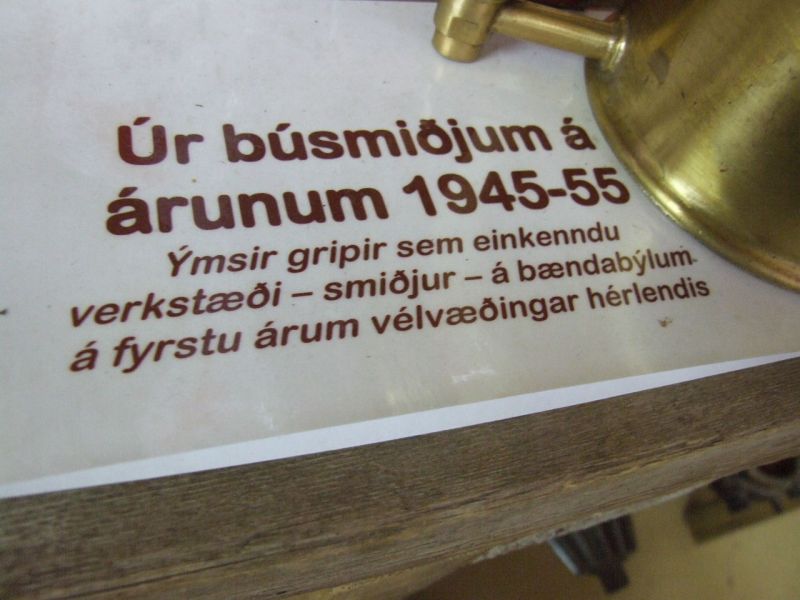 Úr búsmiðjum á
árunum 1945-55
Ýmsir gripir sem einkenndu
verkstæði – smiðjur – á bændabýlum
á fyrstu árum vélvæðingar hérlendis